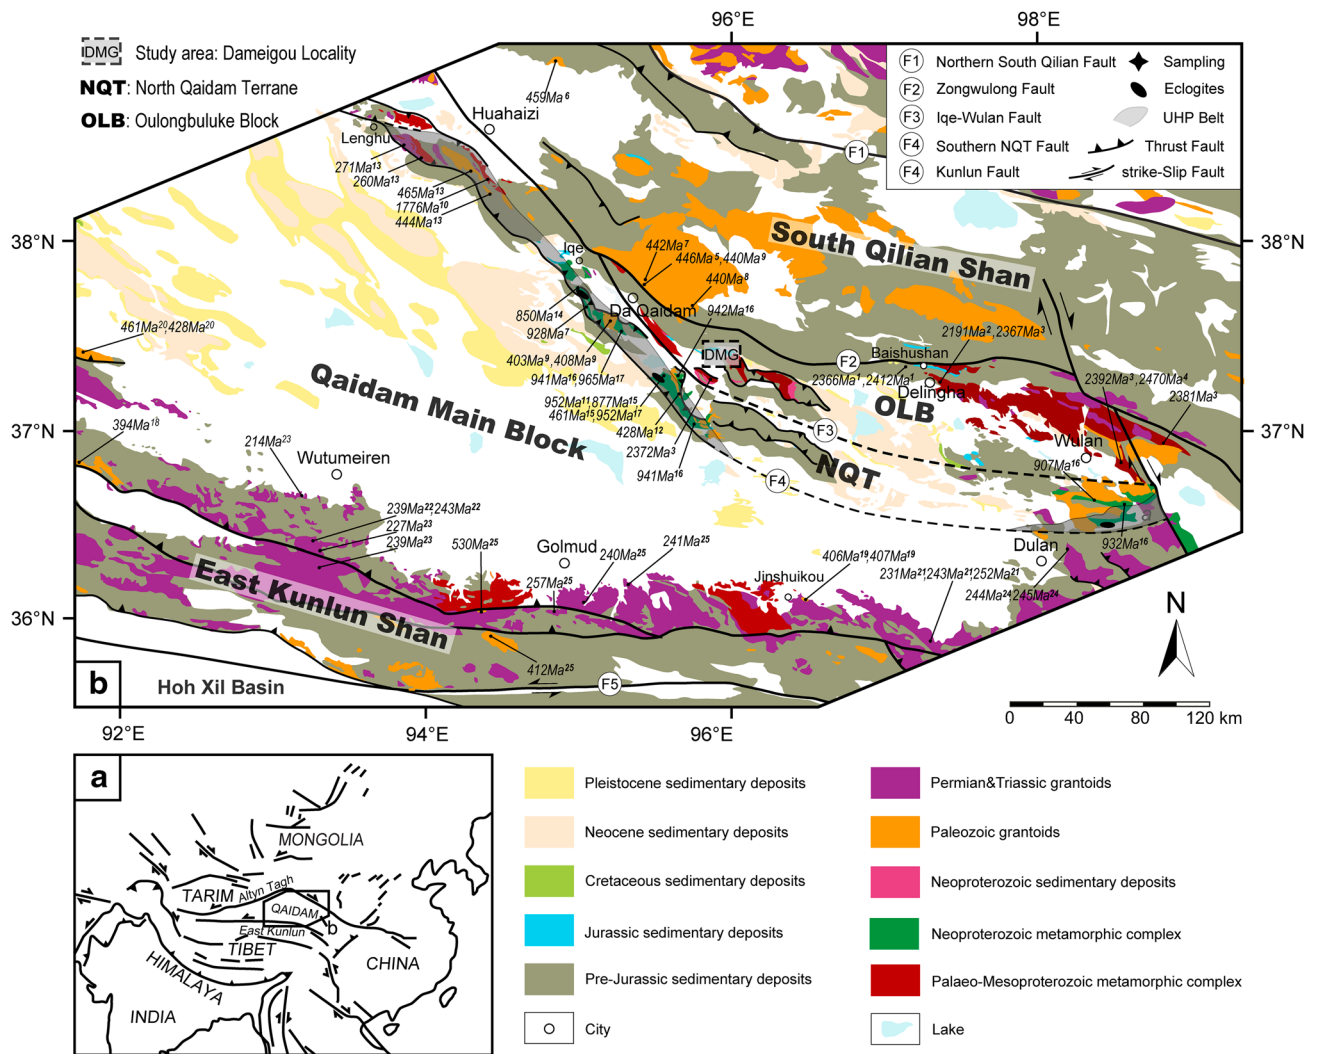 96°E
98°E
DMG Study area: Dameigou Locality
NQT: North Qaidam Terrane
OLB: Oulongbuluke Block
F1 Northern South Qilian Fault
F2 Zongwulong Fault
F3 Iqe-Wulan Fault
F4 Southern NQT Fault
F4 Kunlun Fault
Sampling
Eclogites
UHP Belt
Thrust Fault
strike-Slip Fault
459Ma6
Huahaizi
Lenghu
271Ma13
260Ma13
465Ma13
1776Ma10
444Ma13
F1
38°N
38°N
South Qilian Shan
Iqe
442Ma7
446Ma5,440Ma9
440Ma8
Da Qaidam
942Ma16
850Ma14
928Ma7
461Ma20,428Ma20
403Ma9, 408Ma9
941Ma16,965Ma17
952Ma11,877Ma15
461Ma15,952Ma17
428Ma12
2372Ma3
941Ma16
DMG
F2
Baishushan
2191Ma2,2367Ma3
2366Ma1,2412Ma1
Delingha
2392Ma3,2470Ma4
2381Ma3
OLB
Qaidam Main Block
37°N
37°N
F3
Wulan
907Ma16
NQT
F4
394Ma18
214Ma23
Wutumeiren
239Ma22,243Ma22
227Ma23
239Ma23
530Ma25
Golmud
240Ma25
241Ma25
257Ma25
Jinshuikou
406Ma19,407Ma19
Dulan
932Ma16
231Ma21,243Ma21,252Ma21
244Ma24,245Ma24
East Kunlun Shan
36°N
36°N
N
412Ma25
F5
b
Hoh Xil Basin
0 40 80 120 km
92°E
94°E
96°E
a
MONGOLIA
TARIM
Altyn Tagh
QAIDAM
b
East Kunlun
TIBET
HIMALAYA
CHINA
INDIA
Pleistocene sedimentary deposits
Neocene sedimentary deposits
Cretaceous sedimentary deposits
Jurassic sedimentary deposits
Pre-Jurassic sedimentary deposits
City
Permian&Triassic grantoids
Paleozoic grantoids
Neoproterozoic sedimentary deposits
Neoproterozoic metamorphic complex
Palaeo-Mesoproterozoic metamorphic complex
Lake